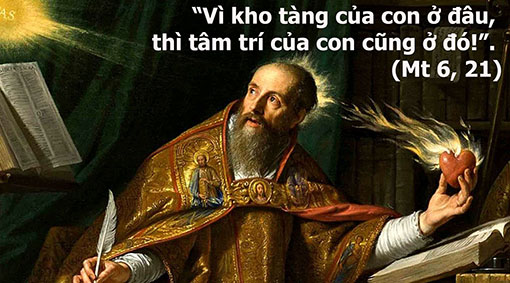 “Vì kho tàng của con ở đâu,
thì tâm trí của con cũng ở đó!”.
(Mt 6, 21)